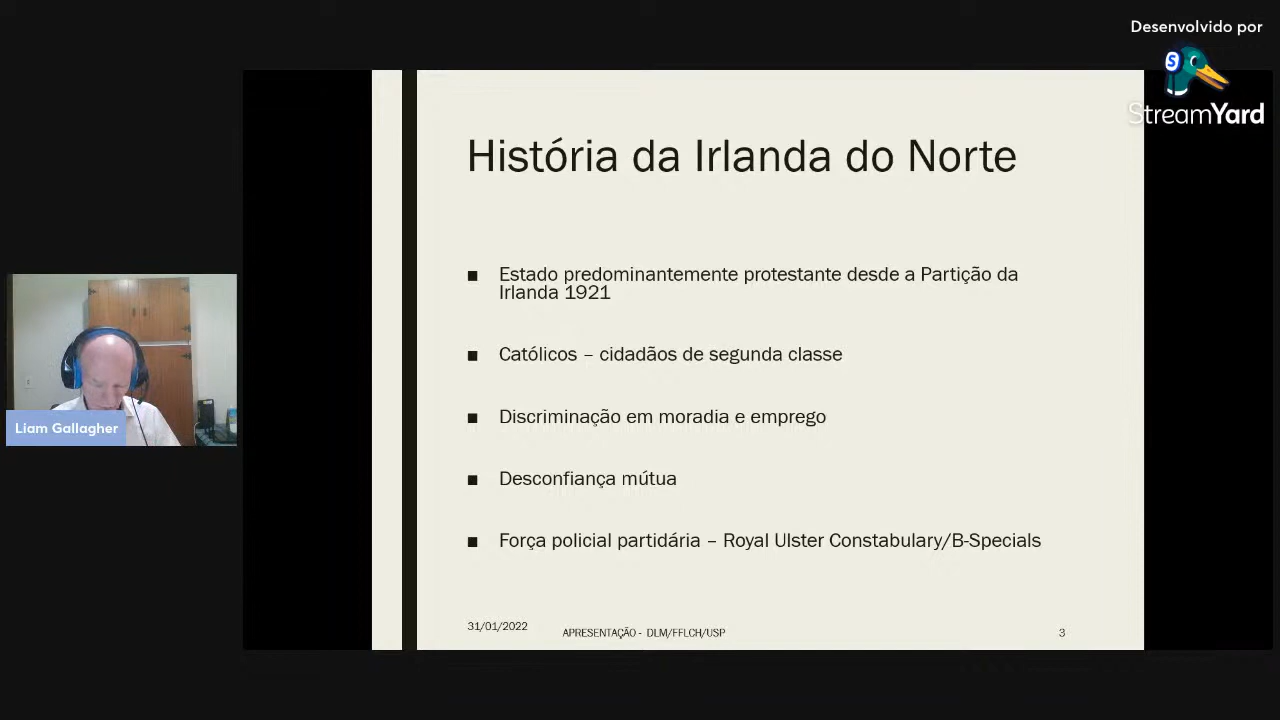 Desenvolvido por
StreamYard
História da Irlanda do Norte
■ Estado predominantemente protestante desde a Partição da
Irlanda 1921
■ Católicos – cidadãos de segunda classe
■ Discriminação em moradia e emprego
■ Desconfiança mútua
■ Força policial partidária – Royal Ulster Constabulary/B-Specials
Liam Gallagher
31/01/2022
APRESENTAÇÃO - DLM/FFLCH/USP
3